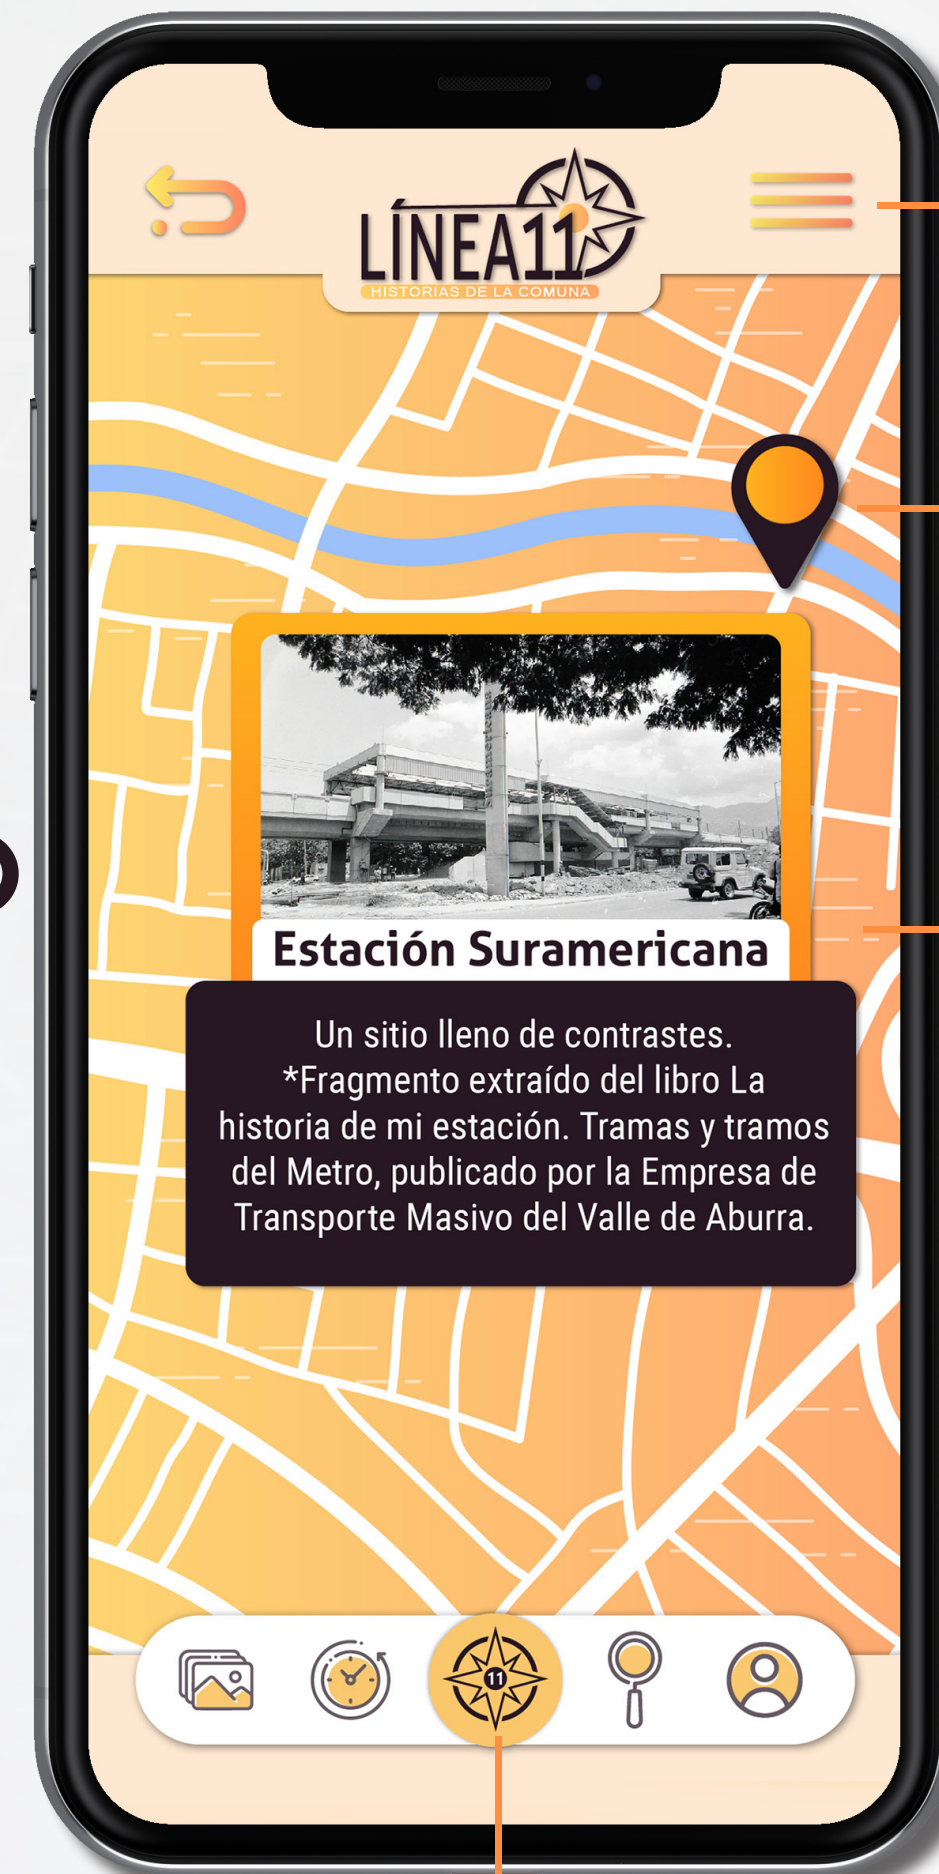 LÍNEA11
HISTORIAS DE LA COMUNA
Estación Suramericana
Un sitio lleno de contrastes.
*Fragmento extraído del libro La
historia de mi estación. Tramas y tramos
del Metro, publicado por la Empresa de
Transporte Masivo del Valle de Aburra.
11